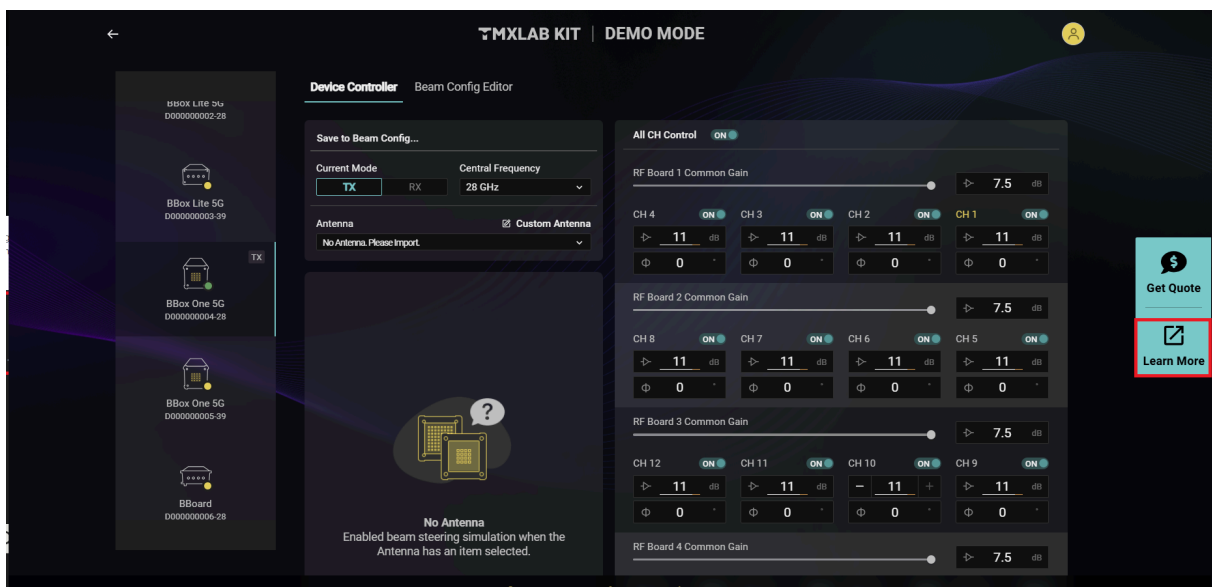 TMXLAB KIT | DEMO MODE
BBox Lite 5G
D000000002-28
BBox Lite 5G
D000000003-39
TX
BBox One 5G
D000000004-28
BBox One 5G
D000000005-39
BBoard
D000000006-28
Device Controller Beam Config Editor
Save to Beam Config...
Current Mode Central Frequency
TX RX 28 GHz
Antenna Custom Antenna
No Antenna. Please Import.
?
No Antenna
Enabled beam steering simulation when the
Antenna has an item selected.
All CH Control ON
RF Board 1 Common Gain 7.5 dB
CH 4 ON CH 3 ON CH 2 ON CH 1 ON
11 dB 11 dB 11 dB 11 dB
Φ 0 ° Φ 0 ° Φ 0 ° Φ 0 °
RF Board 2 Common Gain 7.5 dB
CH 8 ON CH 7 ON CH 6 ON CH 5 ON
11 dB 11 dB 11 dB 11 dB
Φ 0 ° Φ 0 ° Φ 0 ° Φ 0 °
RF Board 3 Common Gain 7.5 dB
CH 12 ON CH 11 ON CH 10 ON CH 9 ON
11 dB 11 dB − 11 + 11 dB
Φ 0 ° Φ 0 ° Φ 0 ° Φ 0 °
RF Board 4 Common Gain 7.5 dB
$
Get Quote
Learn More